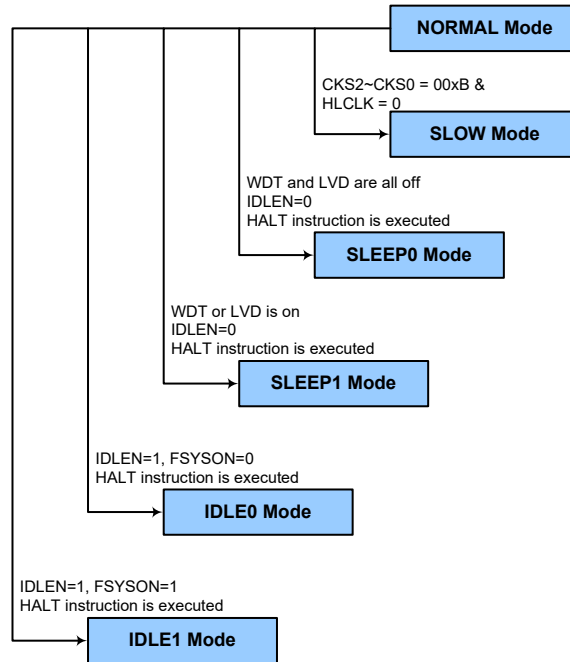 NORMAL Mode
CKS2~CKS0 = 00xB &
HLCLK = 0
SLOW Mode
WDT and LVD are all off
IDLEN=0
HALT instruction is executed
SLEEP0 Mode
WDT or LVD is on
IDLEN=0
HALT instruction is executed
SLEEP1 Mode
IDLEN=1, FSYSON=0
HALT instruction is executed
IDLE0 Mode
IDLEN=1, FSYSON=1
HALT instruction is executed
IDLE1 Mode